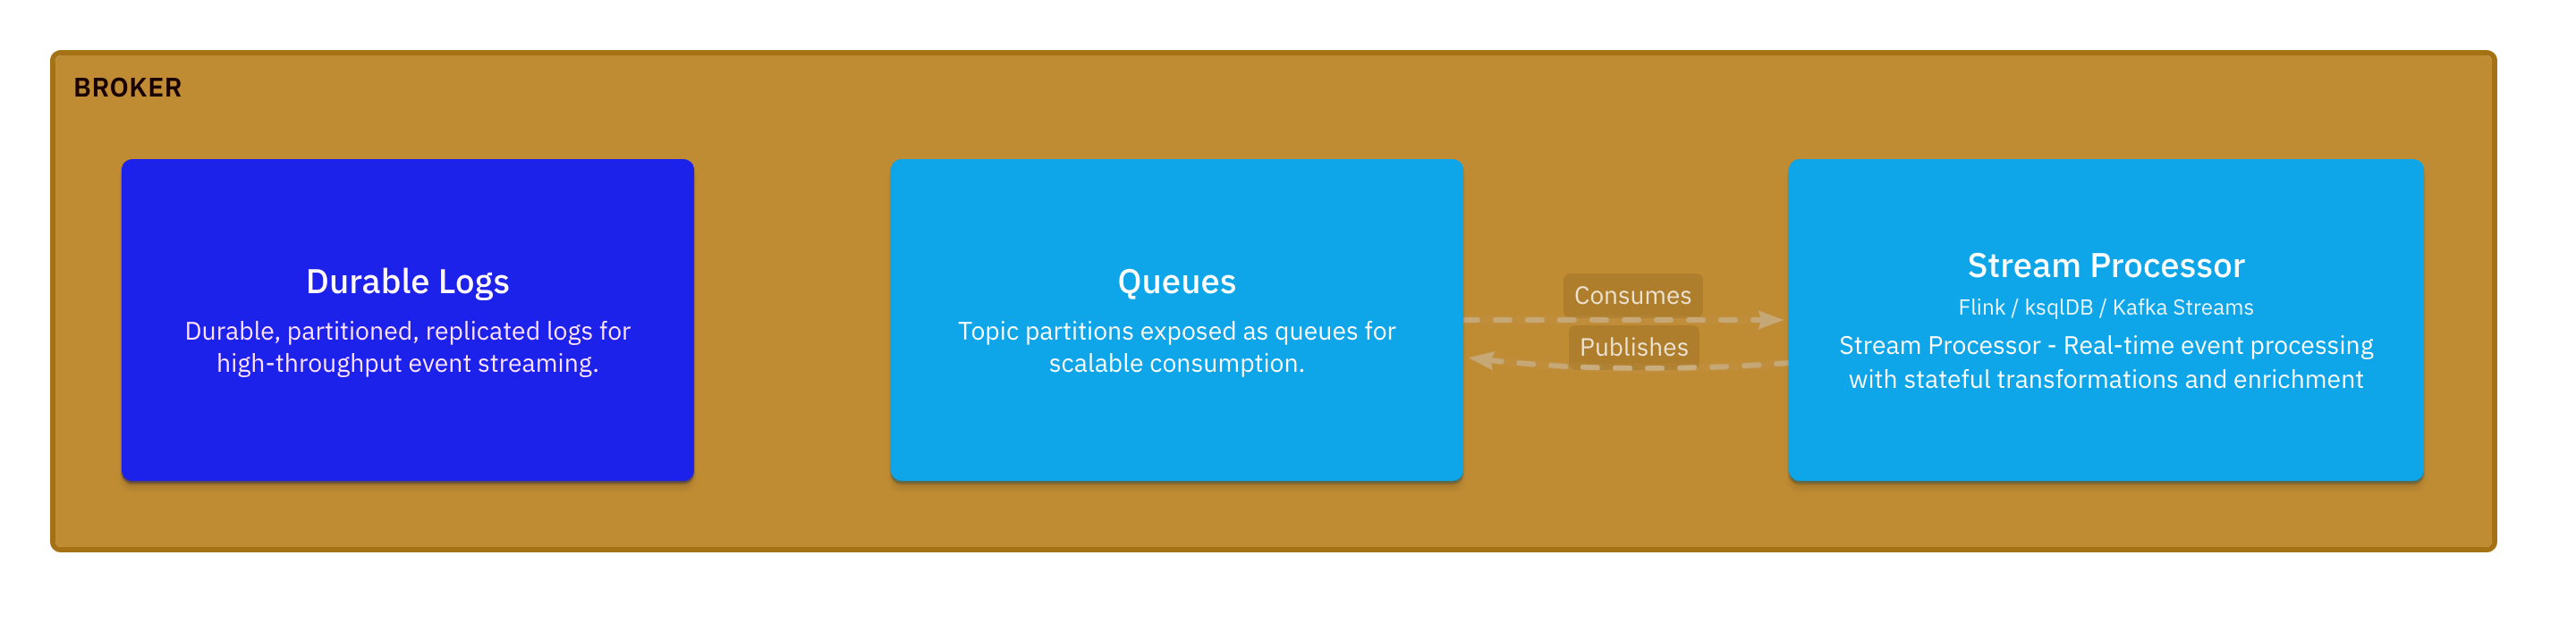 BROKER
Durable Logs
Durable, partitioned, replicated logs for
high-throughput event streaming.
Queues
Topic partitions exposed as queues for
scalable consumption.
Consumes
Publishes
Stream Processor
Flink / ksqlDB / Kafka Streams
Stream Processor - Real-time event processing
with stateful transformations and enrichment